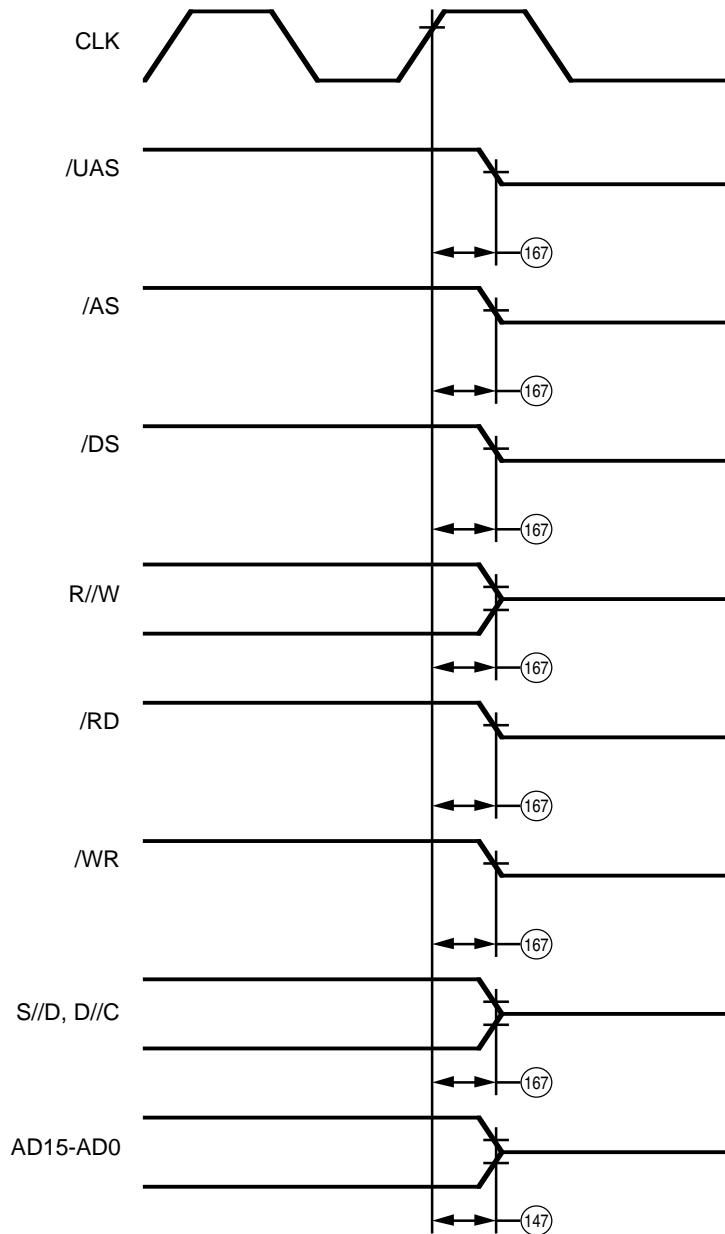 CLK
/UAS
167
/AS
167
/DS
167
R//W
167
/RD
167
/WR
167
S//D, D//C
167
AD15-AD0
147